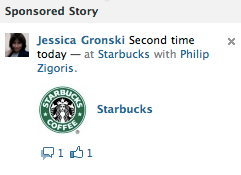 Sponsored Story
Jessica Gronski Second time
today — at Starbucks with Philip
Zigoris.
STARBUCKS
COFFEE
Starbucks
1 1